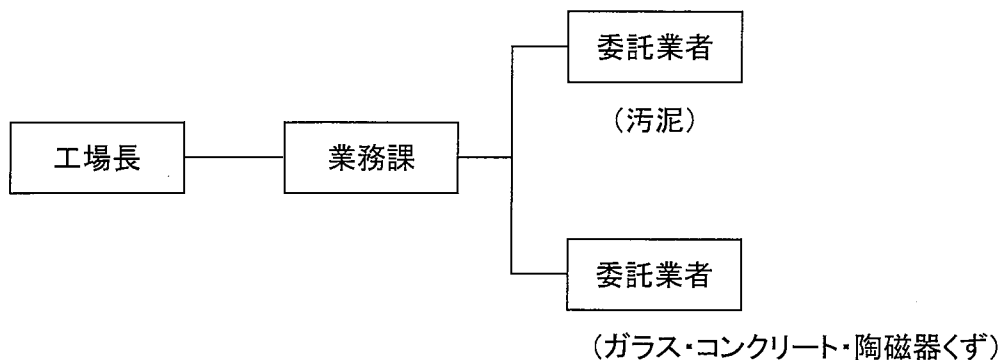 委託業者
(汚泥)
工場長
業務課
委託業者
(ガラス・コンクリート・陶磁器くず)